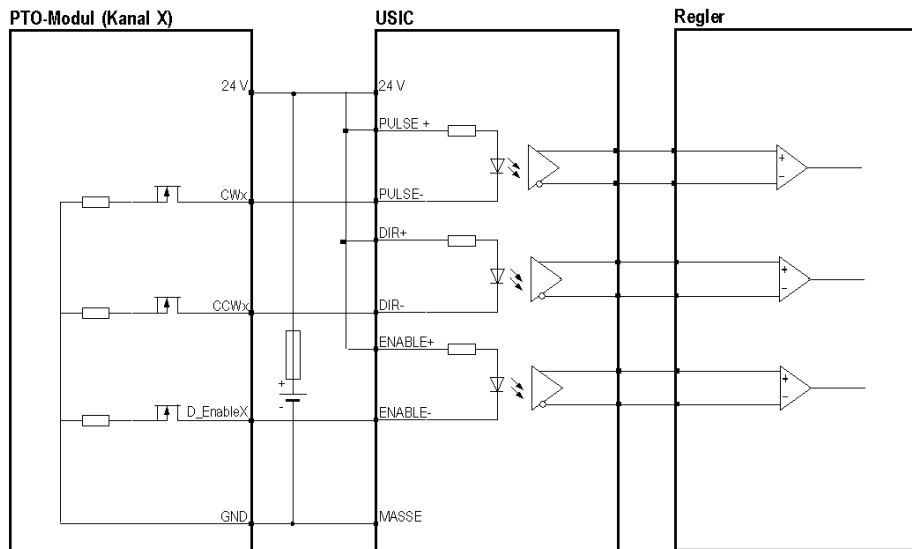 PTO-Modul (Kanal X)
USIC
Regler
24 V
24 V
PULSE +
CWx
PULSE-
DIR+
CCWx
DIR-
ENABLE+
D_EnableX
ENABLE-
GND
MASSE
+
-
+
−
+
−
+
−